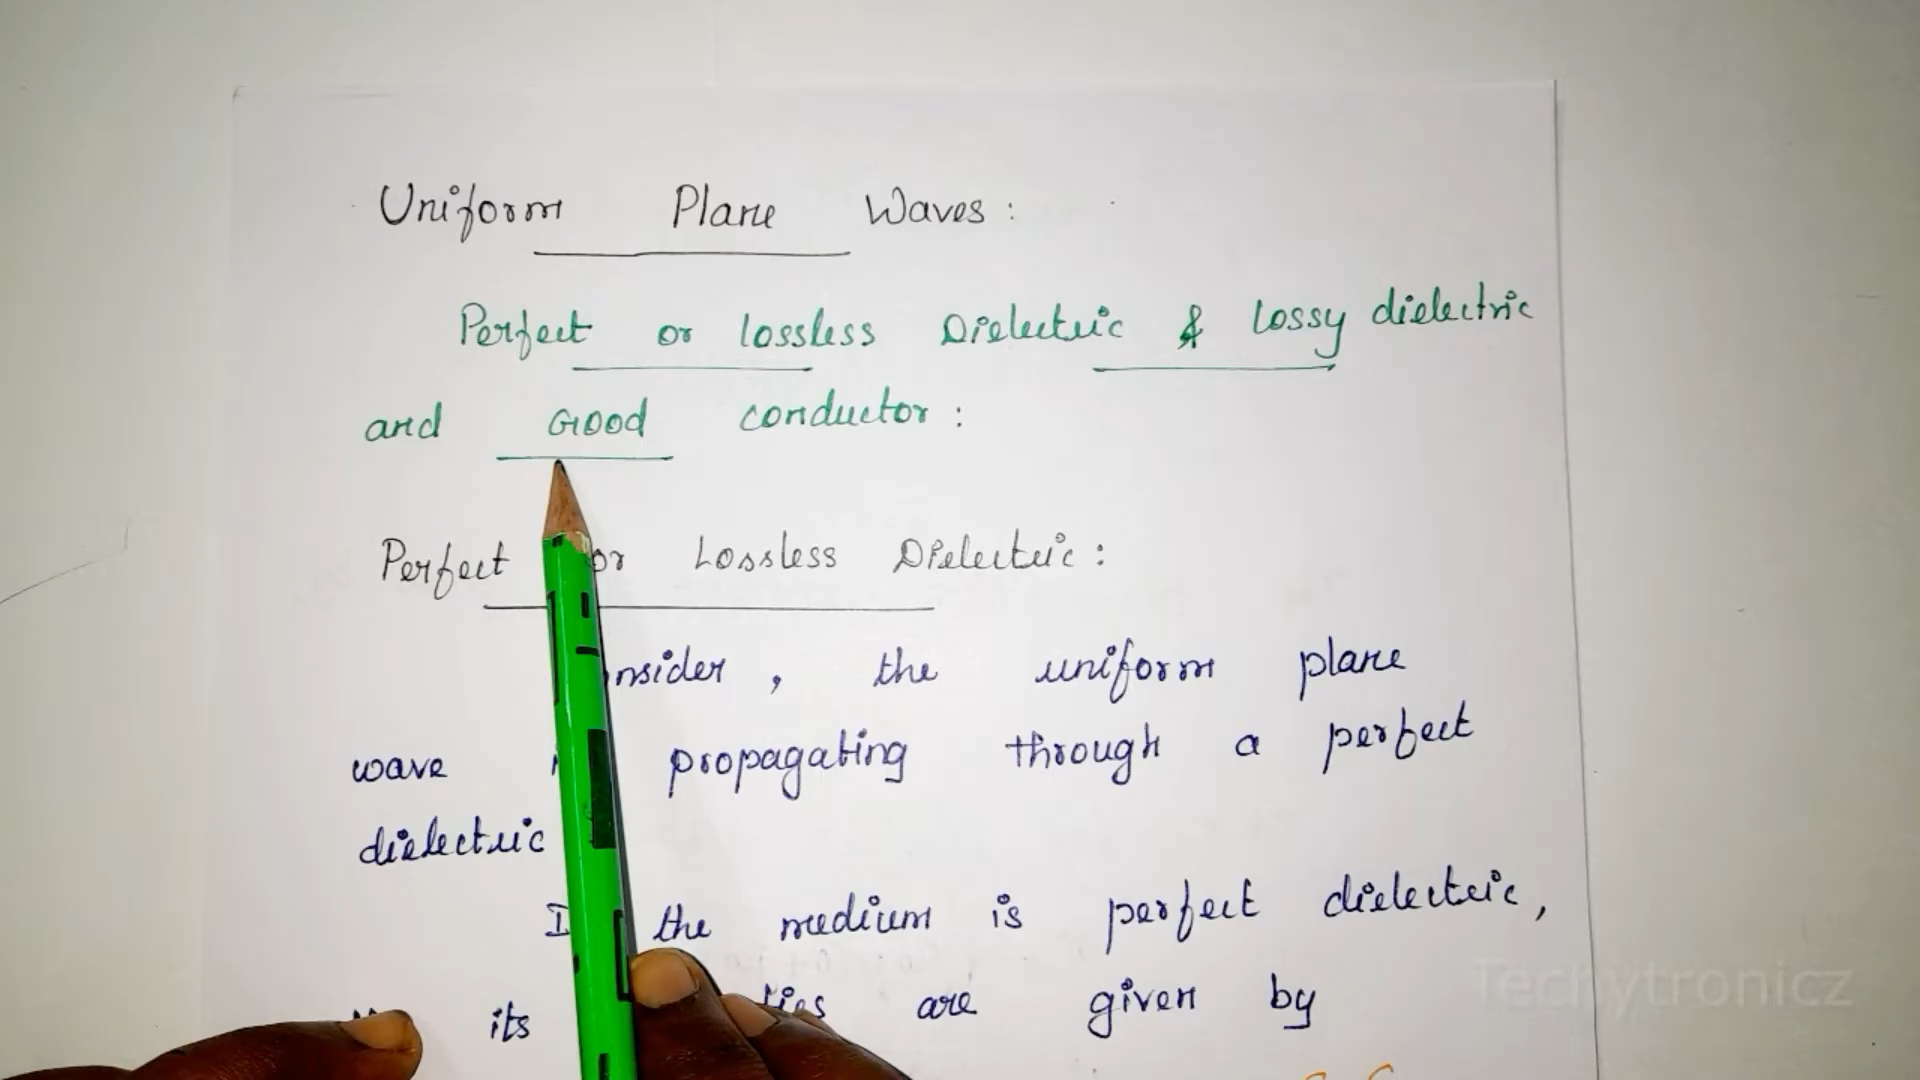 Uniform Plane Waves:
Perfect or lossless Dielectric & Lossy dielectric
and Good conductor:
Perfect or Lossless Dielectric:
the uniform plane
wave propagating through a perfect
dielectric
the medium is perfect dielectric,
its are given by
Techytronicz